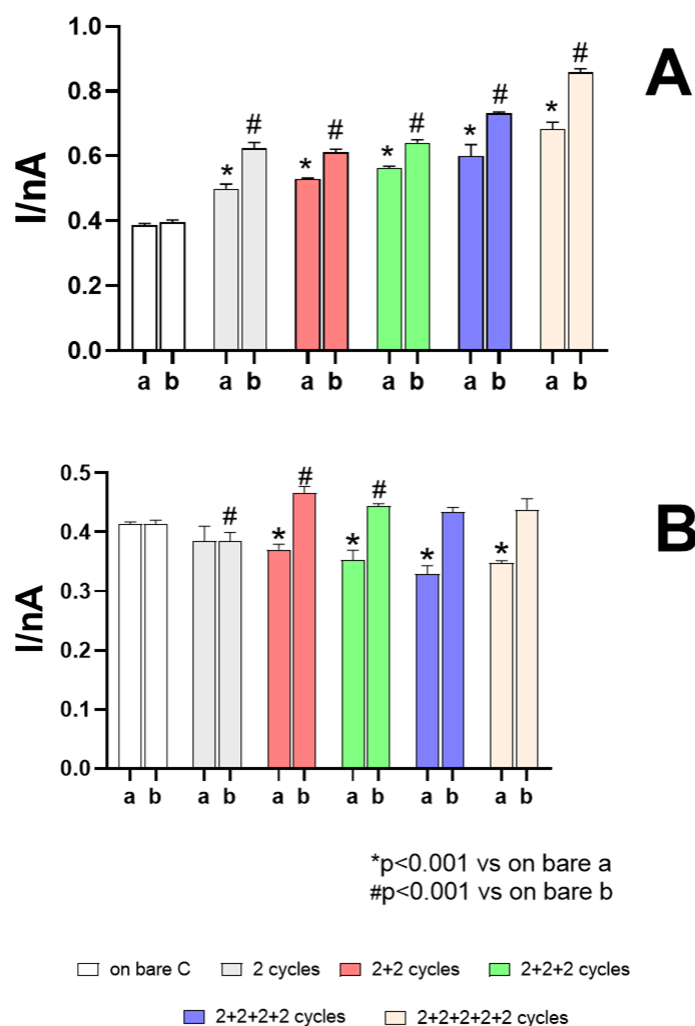 A
I/nA
1.0
0.8
0.6
0.4
0.2
0.0
* # * # * # * # * #
a b a b a b a b a b a b
B
I/nA
0.5
0.4
0.3
0.2
0.1
0.0
# * # * # * *
a b a b a b a b a b a b
*p<0.001 vs on bare a
#p<0.001 vs on bare b
on bare C 2 cycles 2+2 cycles 2+2+2 cycles
2+2+2+2 cycles 2+2+2+2+2 cycles